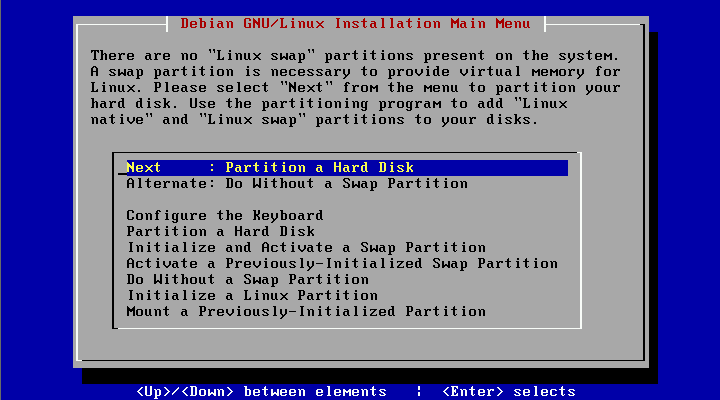 Debian GNU/Linux Installation Main Menu
There are no "Linux swap" partitions present on the system.
A swap partition is necessary to provide virtual memory for
Linux. Please select "Next" from the menu to partition your
hard disk. Use the partitioning program to add "Linux
native" and "Linux swap" partitions to your disks.
Next     : Partition a Hard Disk
Alternate: Do Without a Swap Partition
Configure the Keyboard
Partition a Hard Disk
Initialize and Activate a Swap Partition
Activate a Previously-Initialized Swap Partition
Do Without a Swap Partition
Initialize a Linux Partition
Mount a Previously-Initialized Partition
<Up>/<Down> between elements   ¦  <Enter> selects